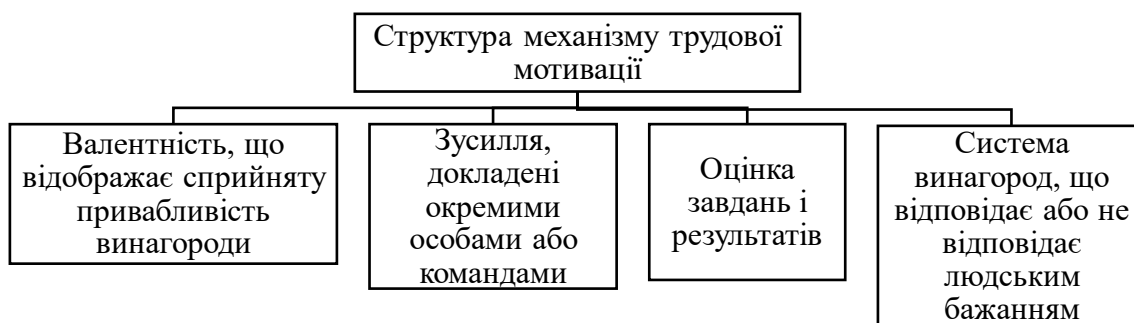 Структура механізму трудової
мотивації
Валентність, що
відображає сприйняту
привабливість
винагороди
Зусилля,
докладені
окремими
особами або
командами
Оцінка
завдань і
результатів
Система
винагород, що
відповідає або не
відповідає
людським
бажанням